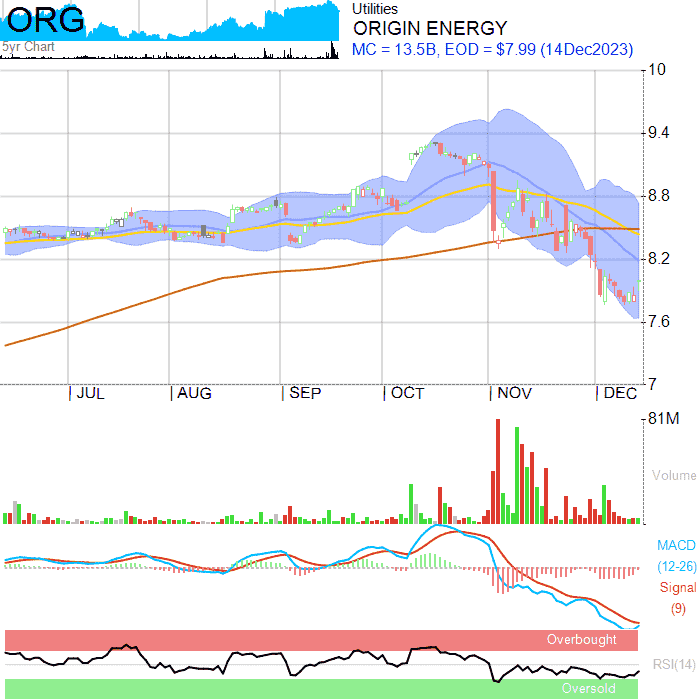 ORG
5yr Chart
Utilities
ORIGIN ENERGY
MC = 13.5B, EOD = $7.99 (14Dec2023)
10
9.4
8.8
8.2
7.6
7
JUL
AUG
SEP
OCT
NOV
DEC
81M
Volume
MACD
(12-26)
Signal
(9)
Overbought
RSI(14)
Oversold